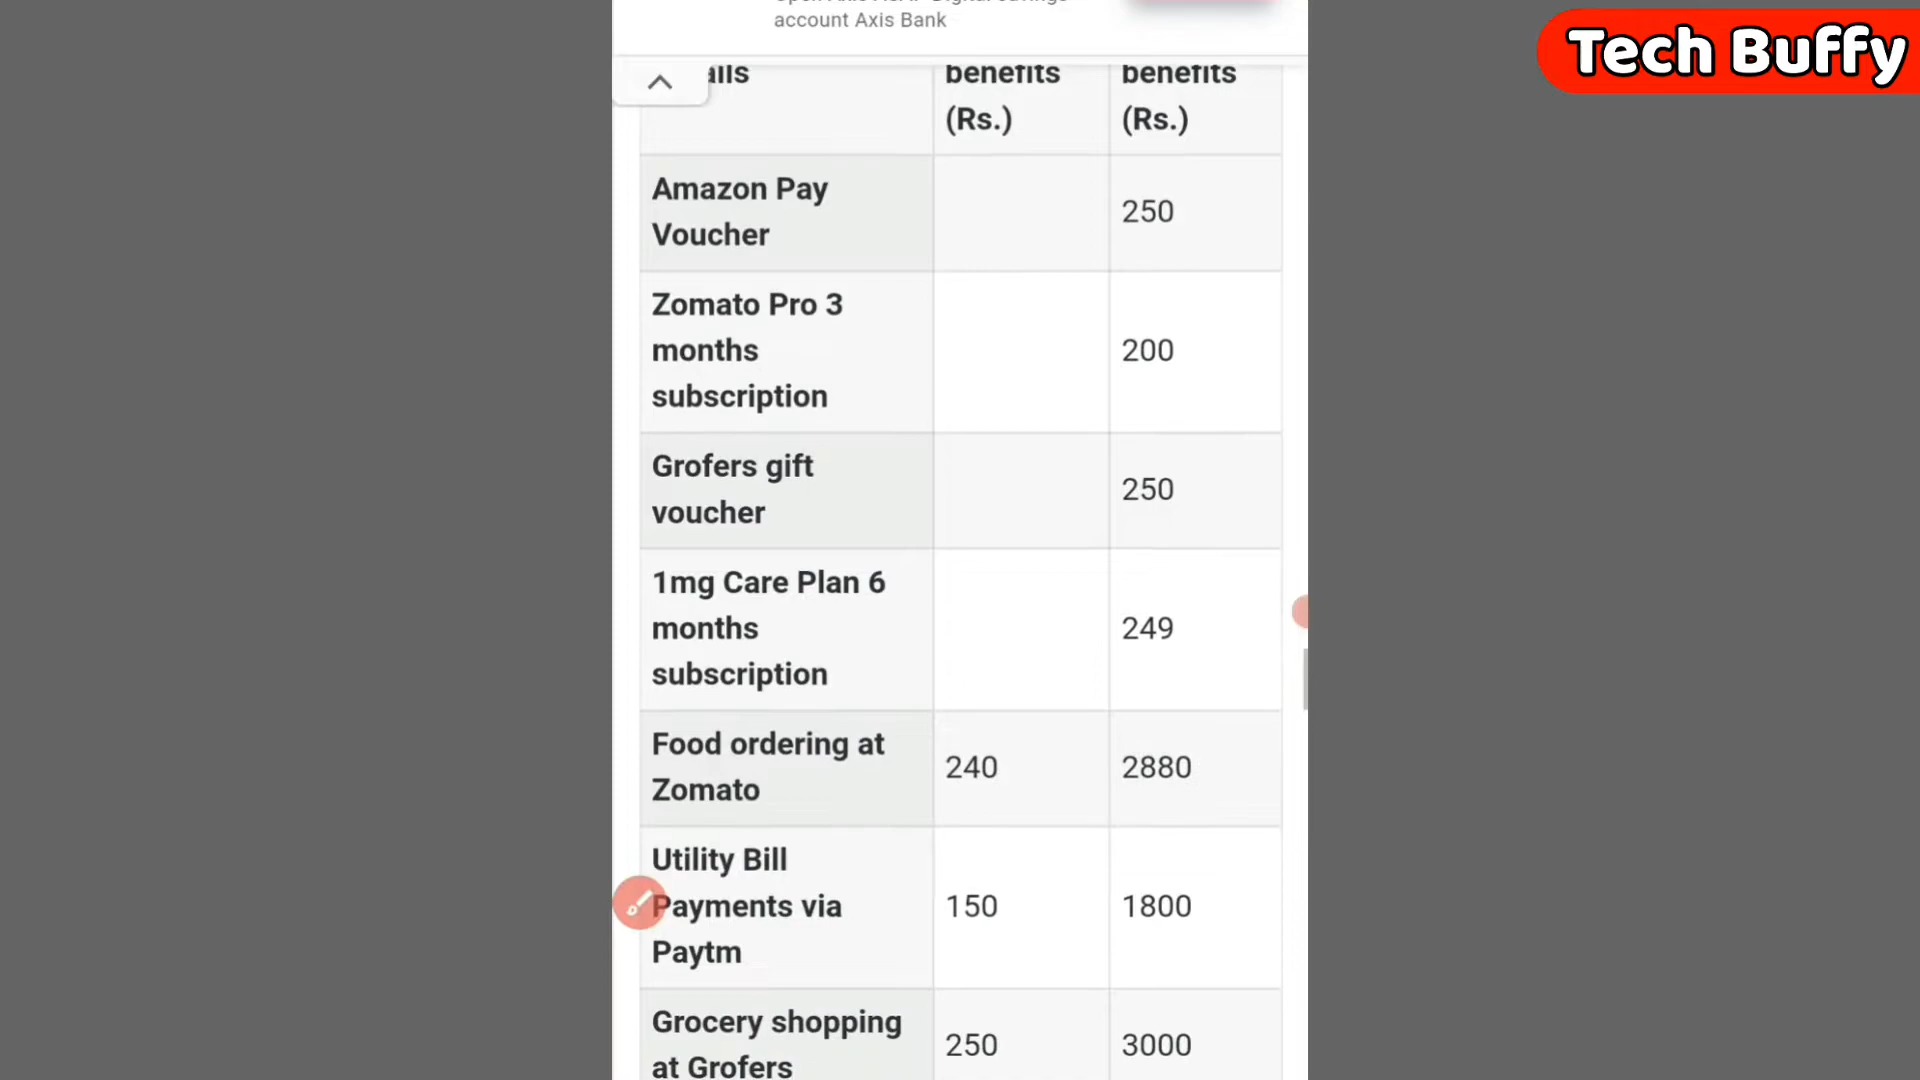 account Axis Bank
Tech Buffy
benefits benefits
(Rs.) (Rs.)
Amazon Pay
Voucher
250
Zomato Pro 3
months
subscription
200
Grofers gift
voucher
250
1mg Care Plan 6
months
subscription
249
Food ordering at
Zomato
240 2880
Utility Bill
Payments via
Paytm
150 1800
Grocery shopping
at Grofers
250 3000